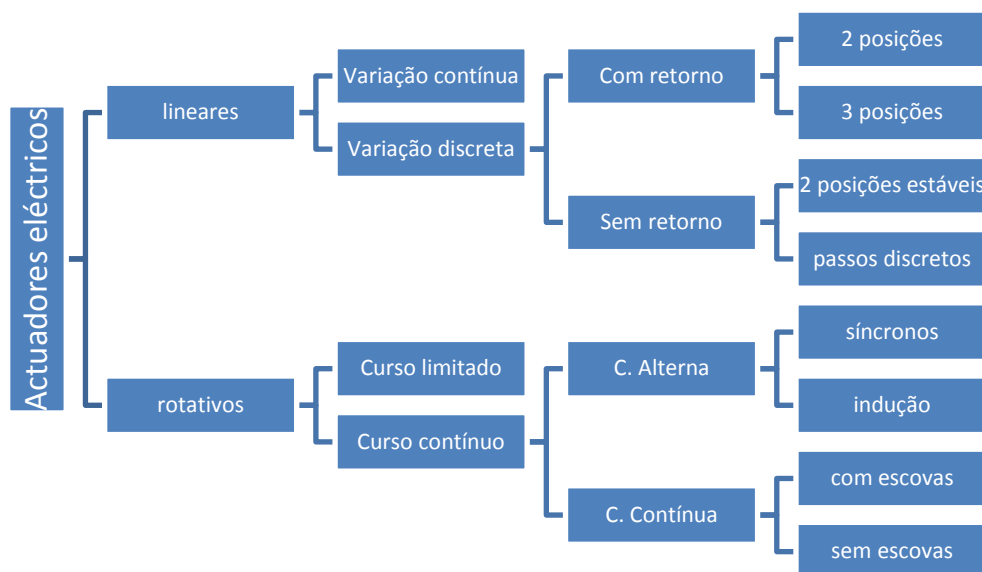 Actuadores eléctricos
lineares
Variação contínua
Variação discreta
Com retorno
2 posições
3 posições
Sem retorno
2 posições estáveis
passos discretos
rotativos
Curso limitado
Curso contínuo
C. Alterna
síncronos
indução
C. Contínua
com escovas
sem escovas